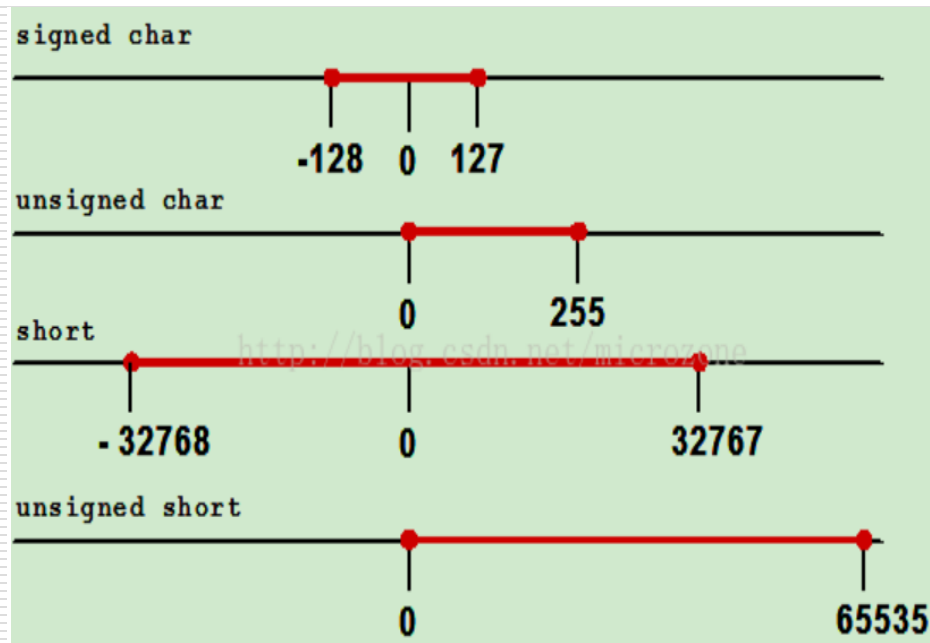 signed char
-128 0 127
unsigned char
0 255
short
http://blog.csdn.net/microzone
- 32768 0 32767
unsigned short
0 65535